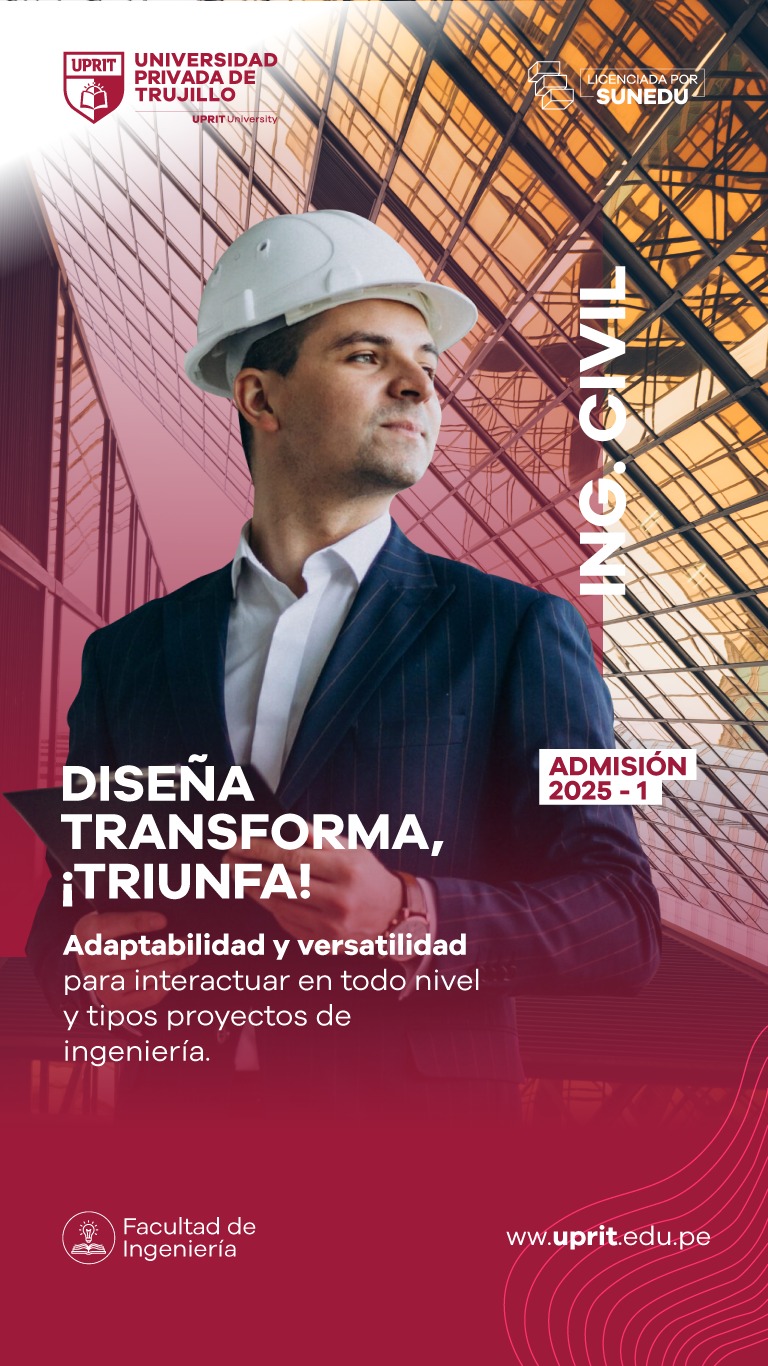 UPRIT
UNIVERSIDAD
PRIVADA DE
TRUJILLO
UPRIT University
LICENCIADA POR
SUNEDU
ING. CIVIL
ADMISIÓN
2025 - 1
DISEÑA
TRANSFORMA,
¡TRIUNFA!
Adaptabilidad y versatilidad
para interactuar en todo nivel
y tipos proyectos de
ingeniería.
Facultad de
Ingeniería
ww.uprit.edu.pe